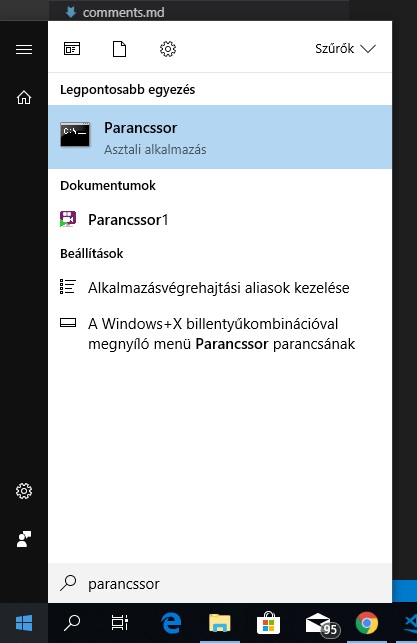 comments.md
Szűrők
Legpontosabb egyezés
C:\_
Parancssor
Asztali alkalmazás
Dokumentumok
Parancssor1
Beállítások
Alkalmazásvégrehajtási aliasok kezelése
A Windows+X billentyűkombinációval
megnyíló menü Parancssor parancsának
parancssor
95